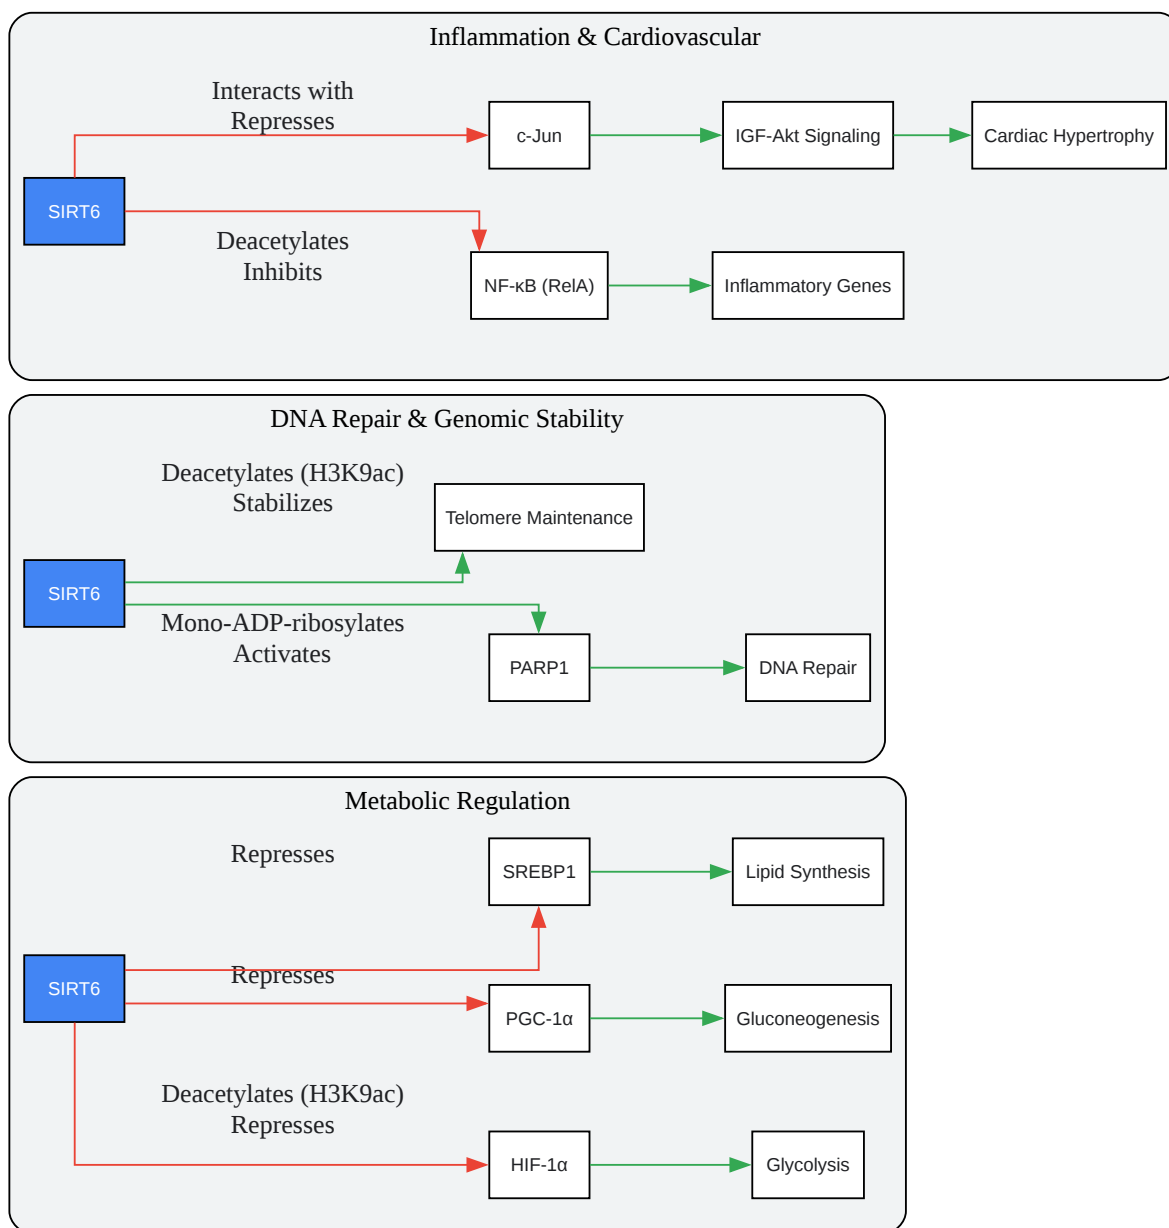 Inflammation & Cardiovascular
Interacts with
Represses
c-Jun
IGF-Akt Signaling
Cardiac Hypertrophy
SIRT6
Deacetylates
Inhibits
NF-κB (RelA)
Inflammatory Genes
DNA Repair & Genomic Stability
Deacetylates (H3K9ac)
Stabilizes
Telomere Maintenance
SIRT6
Mono-ADP-ribosylates
Activates
PARP1
DNA Repair
Metabolic Regulation
Represses
SREBP1
Lipid Synthesis
SIRT6
Represses
PGC-1α
Gluconeogenesis
Deacetylates (H3K9ac)
Represses
HIF-1α
Glycolysis